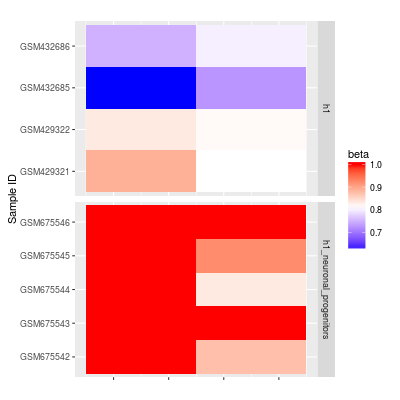 GSM432686
GSM432685
GSM429322
GSM429321
h1
GSM675546
GSM675545
GSM675544
GSM675543
GSM675542
h1_neuronal_progenitors
Sample ID
beta
1.0
0.9
0.8
0.7